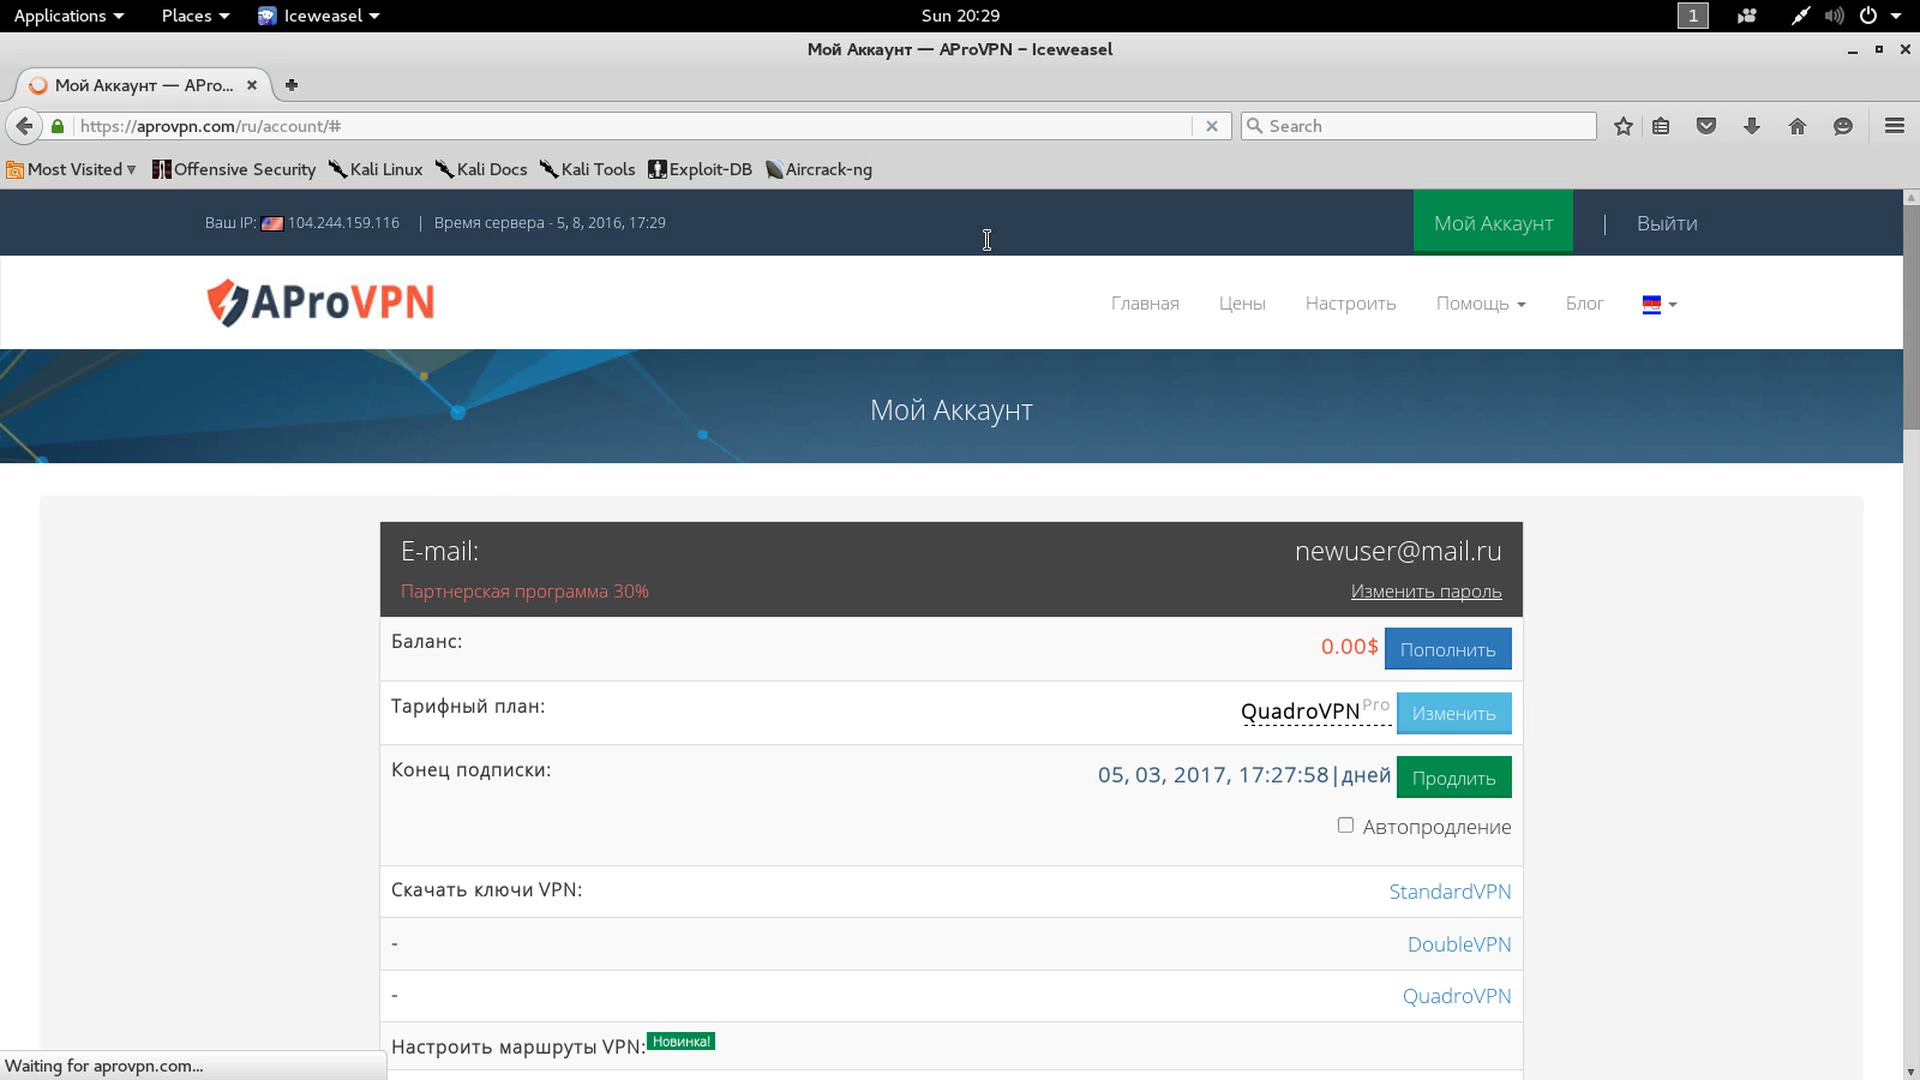 Applications Places Iceweasel Sun 20:29 1
Мой Аккаунт — AProVPN – Iceweasel
Мой Аккаунт — APro...
https://aprovpn.com/ru/account/# Search
Most Visited Offensive Security Kali Linux Kali Docs Kali Tools Exploit-DB Aircrack-ng
Ваш IP: 104.244.159.116 | Время сервера - 5, 8, 2016, 17:29 Мой Аккаунт | Выйти
AProVPN Главная Цены Настроить Помощь Блог
Мой Аккаунт
E-mail: newuser@mail.ru
Партнерская программа 30% Изменить пароль
Баланс: 0.00$ Пополнить
Тарифный план: QuadroVPN Pro Изменить
Конец подписки: 05, 03, 2017, 17:27:58|дней Продлить
Автопродление
Скачать ключи VPN: StandardVPN
- DoubleVPN
- QuadroVPN
Настроить маршруты VPN: Новинка!
Waiting for aprovpn.com...